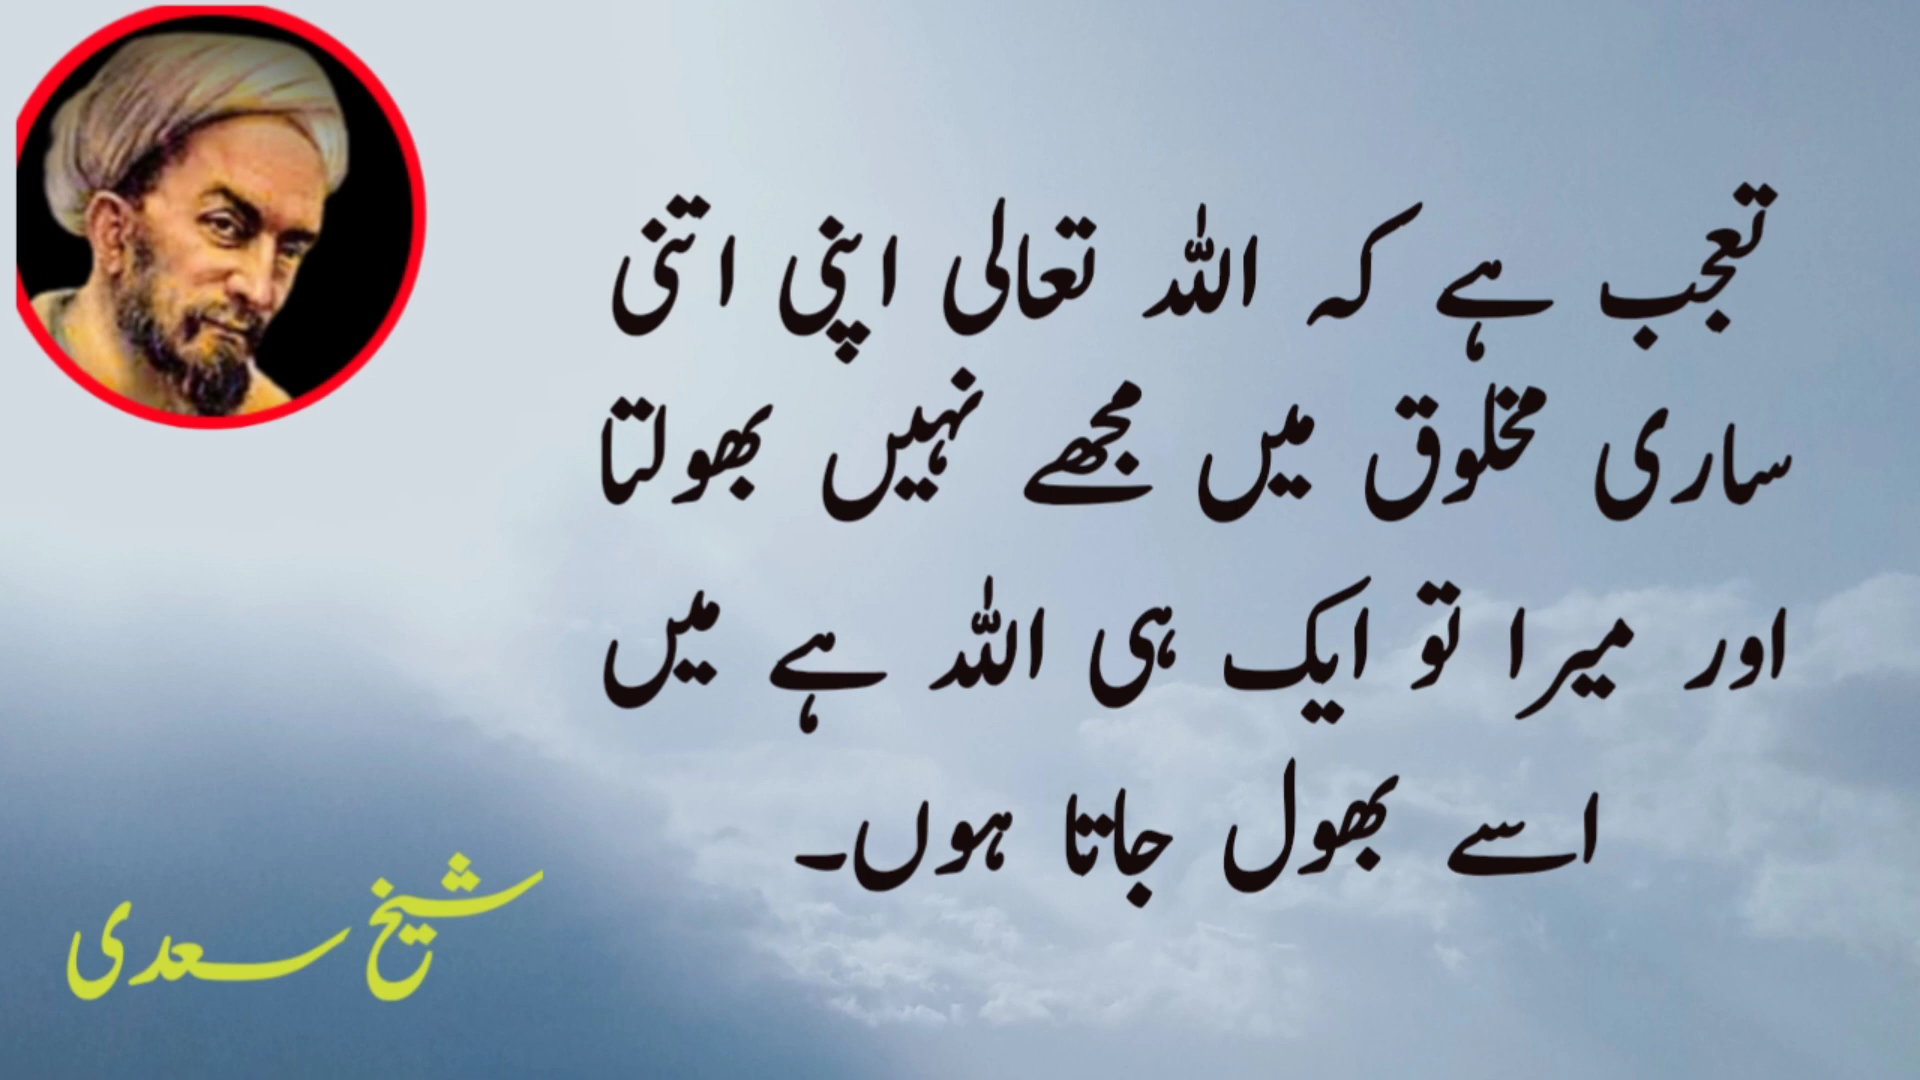 تعجب ہے کہ اللہ تعالی اپنی اتنی
ساری مخلوق میں مجھے نہیں بھولتا
اور میرا تو ایک ہی اللہ ہے میں
اسے بھول جاتا ہوں۔
شیخ سعدی